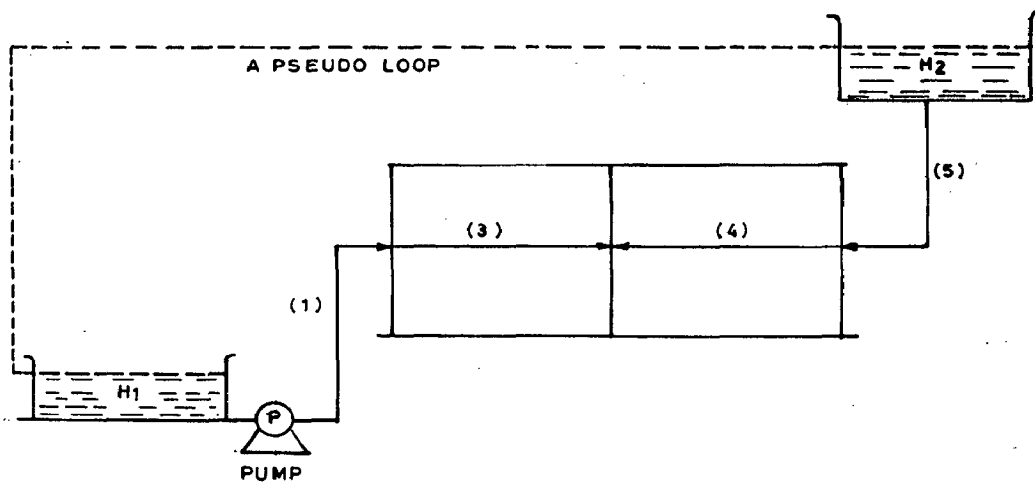 A PSEUDO LOOP
H2
(5)
(3)
(4)
(1)
H1
P
PUMP